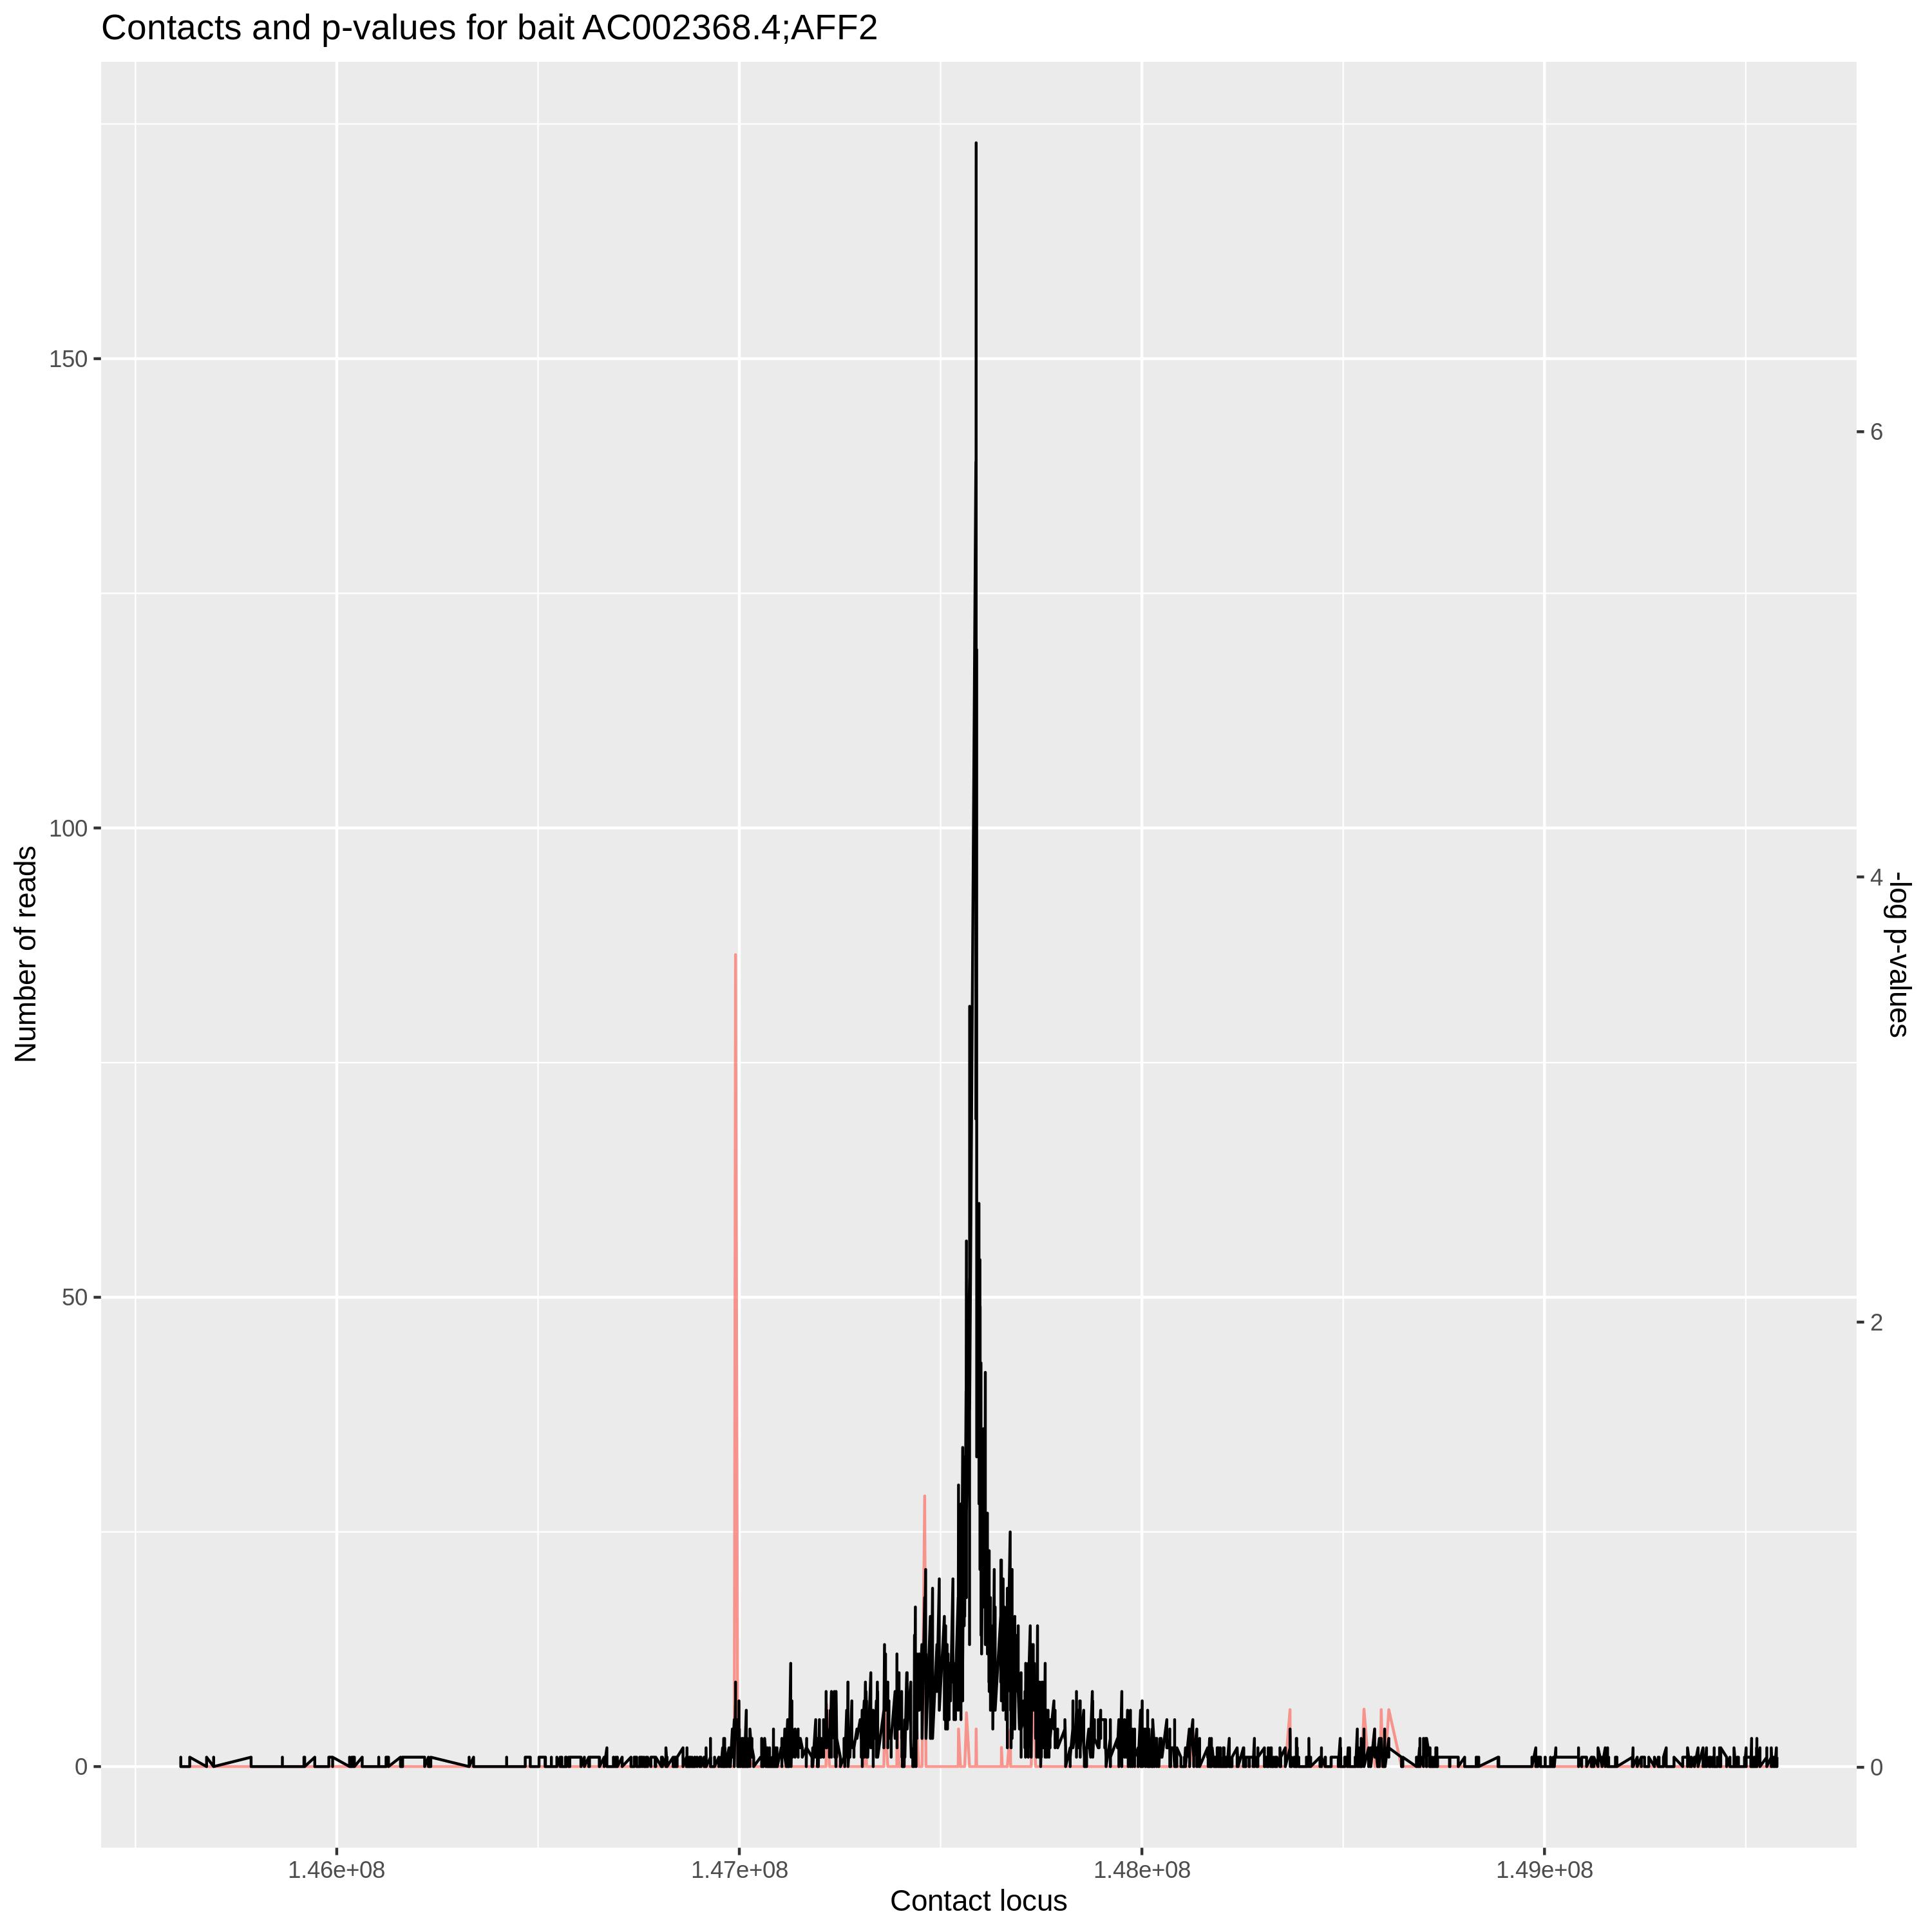 Contacts and p-values for bait AC002368.4;AFF2
150
100
50
0
Number of reads
6
4
2
0
-log p-values
1.46e+08
1.47e+08
1.48e+08
1.49e+08
Contact locus